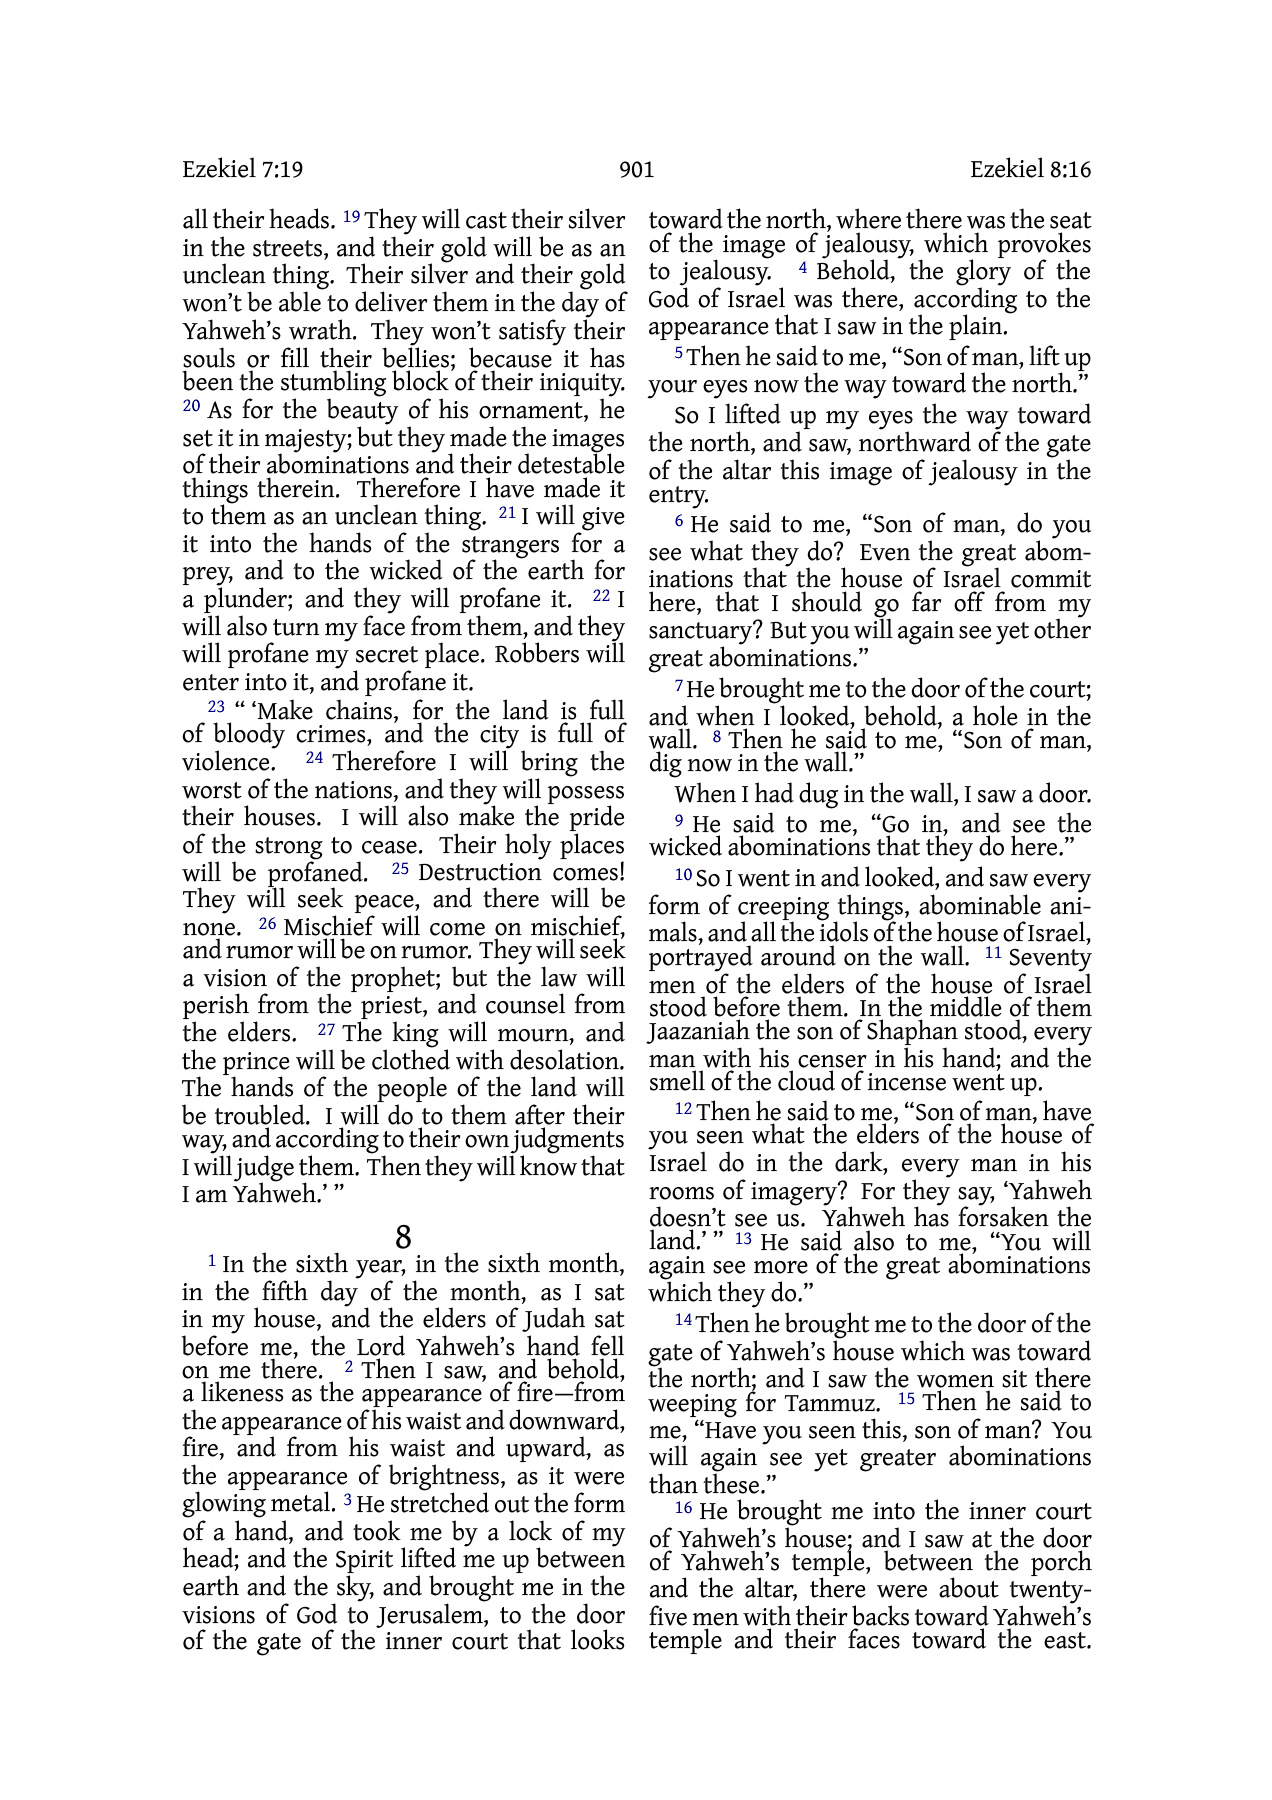 Ezekiel 7:19 901 Ezekiel 8:16
all their heads. 19 They will cast their silver
in the streets, and their gold will be as an
unclean thing. Their silver and their gold
won’t be able to deliver them in the day of
Yahweh’s wrath. They won’t satisfy their
souls or fill their bellies; because it has
been the stumbling block of their iniquity.
20 As for the beauty of his ornament, he
set it in majesty; but they made the images
of their abominations and their detestable
things therein. Therefore I have made it
to them as an unclean thing. 21 I will give
it into the hands of the strangers for a
prey, and to the wicked of the earth for
a plunder; and they will profane it. 22 I
will also turn my face from them, and they
will profane my secret place. Robbers will
enter into it, and profane it.
23 “ ‘Make chains, for the land is full
of bloody crimes, and the city is full of
violence. 24 Therefore I will bring the
worst of the nations, and they will possess
their houses. I will also make the pride
of the strong to cease. Their holy places
will be profaned. 25 Destruction comes!
They will seek peace, and there will be
none. 26 Mischief will come on mischief,
and rumor will be on rumor. They will seek
a vision of the prophet; but the law will
perish from the priest, and counsel from
the elders. 27 The king will mourn, and
the prince will be clothed with desolation.
The hands of the people of the land will
be troubled. I will do to them after their
way, and according to their own judgments
I will judge them. Then they will know that
I am Yahweh.’ ”
8
1 In the sixth year, in the sixth month,
in the fifth day of the month, as I sat
in my house, and the elders of Judah sat
before me, the Lord Yahweh’s hand fell
on me there. 2 Then I saw, and behold,
a likeness as the appearance of fire—from
the appearance of his waist and downward,
fire, and from his waist and upward, as
the appearance of brightness, as it were
glowing metal. 3 He stretched out the form
of a hand, and took me by a lock of my
head; and the Spirit lifted me up between
earth and the sky, and brought me in the
visions of God to Jerusalem, to the door
of the gate of the inner court that looks
toward the north, where there was the seat
of the image of jealousy, which provokes
to jealousy. 4 Behold, the glory of the
God of Israel was there, according to the
appearance that I saw in the plain.
5 Then he said to me, “Son of man, lift up
your eyes now the way toward the north.”
So I lifted up my eyes the way toward
the north, and saw, northward of the gate
of the altar this image of jealousy in the
entry.
6 He said to me, “Son of man, do you
see what they do? Even the great abom-
inations that the house of Israel commit
here, that I should go far off from my
sanctuary? But you will again see yet other
great abominations.”
7 He brought me to the door of the court;
and when I looked, behold, a hole in the
wall. 8 Then he said to me, “Son of man,
dig now in the wall.”
When I had dug in the wall, I saw a door.
9 He said to me, “Go in, and see the
wicked abominations that they do here.”
10 So I went in and looked, and saw every
form of creeping things, abominable ani-
mals, and all the idols of the house of Israel,
portrayed around on the wall. 11 Seventy
men of the elders of the house of Israel
stood before them. In the middle of them
Jaazaniah the son of Shaphan stood, every
man with his censer in his hand; and the
smell of the cloud of incense went up.
12 Then he said to me, “Son of man, have
you seen what the elders of the house of
Israel do in the dark, every man in his
rooms of imagery? For they say, ‘Yahweh
doesn’t see us. Yahweh has forsaken the
land.’ ” 13 He said also to me, “You will
again see more of the great abominations
which they do.”
14 Then he brought me to the door of the
gate of Yahweh’s house which was toward
the north; and I saw the women sit there
weeping for Tammuz. 15 Then he said to
me, “Have you seen this, son of man? You
will again see yet greater abominations
than these.”
16 He brought me into the inner court
of Yahweh’s house; and I saw at the door
of Yahweh’s temple, between the porch
and the altar, there were about twenty-
five men with their backs toward Yahweh’s
temple and their faces toward the east.